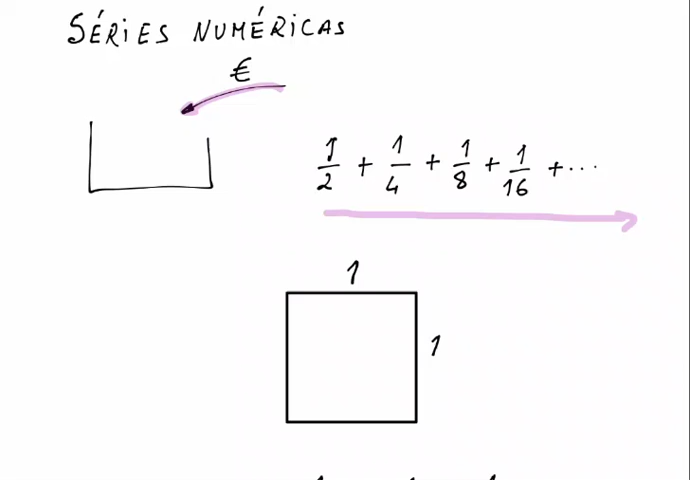 SÉRIES NUMÉRICAS
€
1/2 + 1/4 + 1/8 + 1/16 + ...
1
1